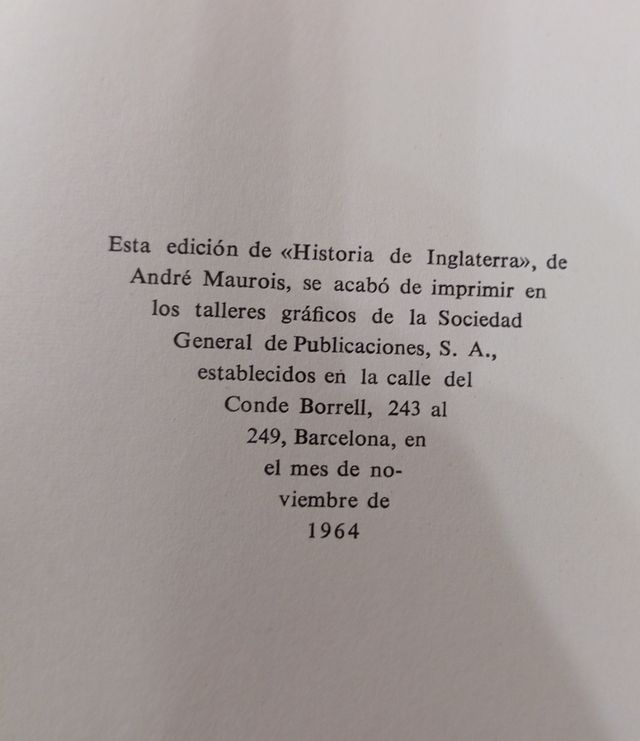 Esta edición de «Historia de Inglaterra», de
André Maurois, se acabó de imprimir en
los talleres gráficos de la Sociedad
General de Publicaciones, S. A.,
establecidos en la calle del
Conde Borrell, 243 al
249, Barcelona, en
el mes de no-
viembre de
1964